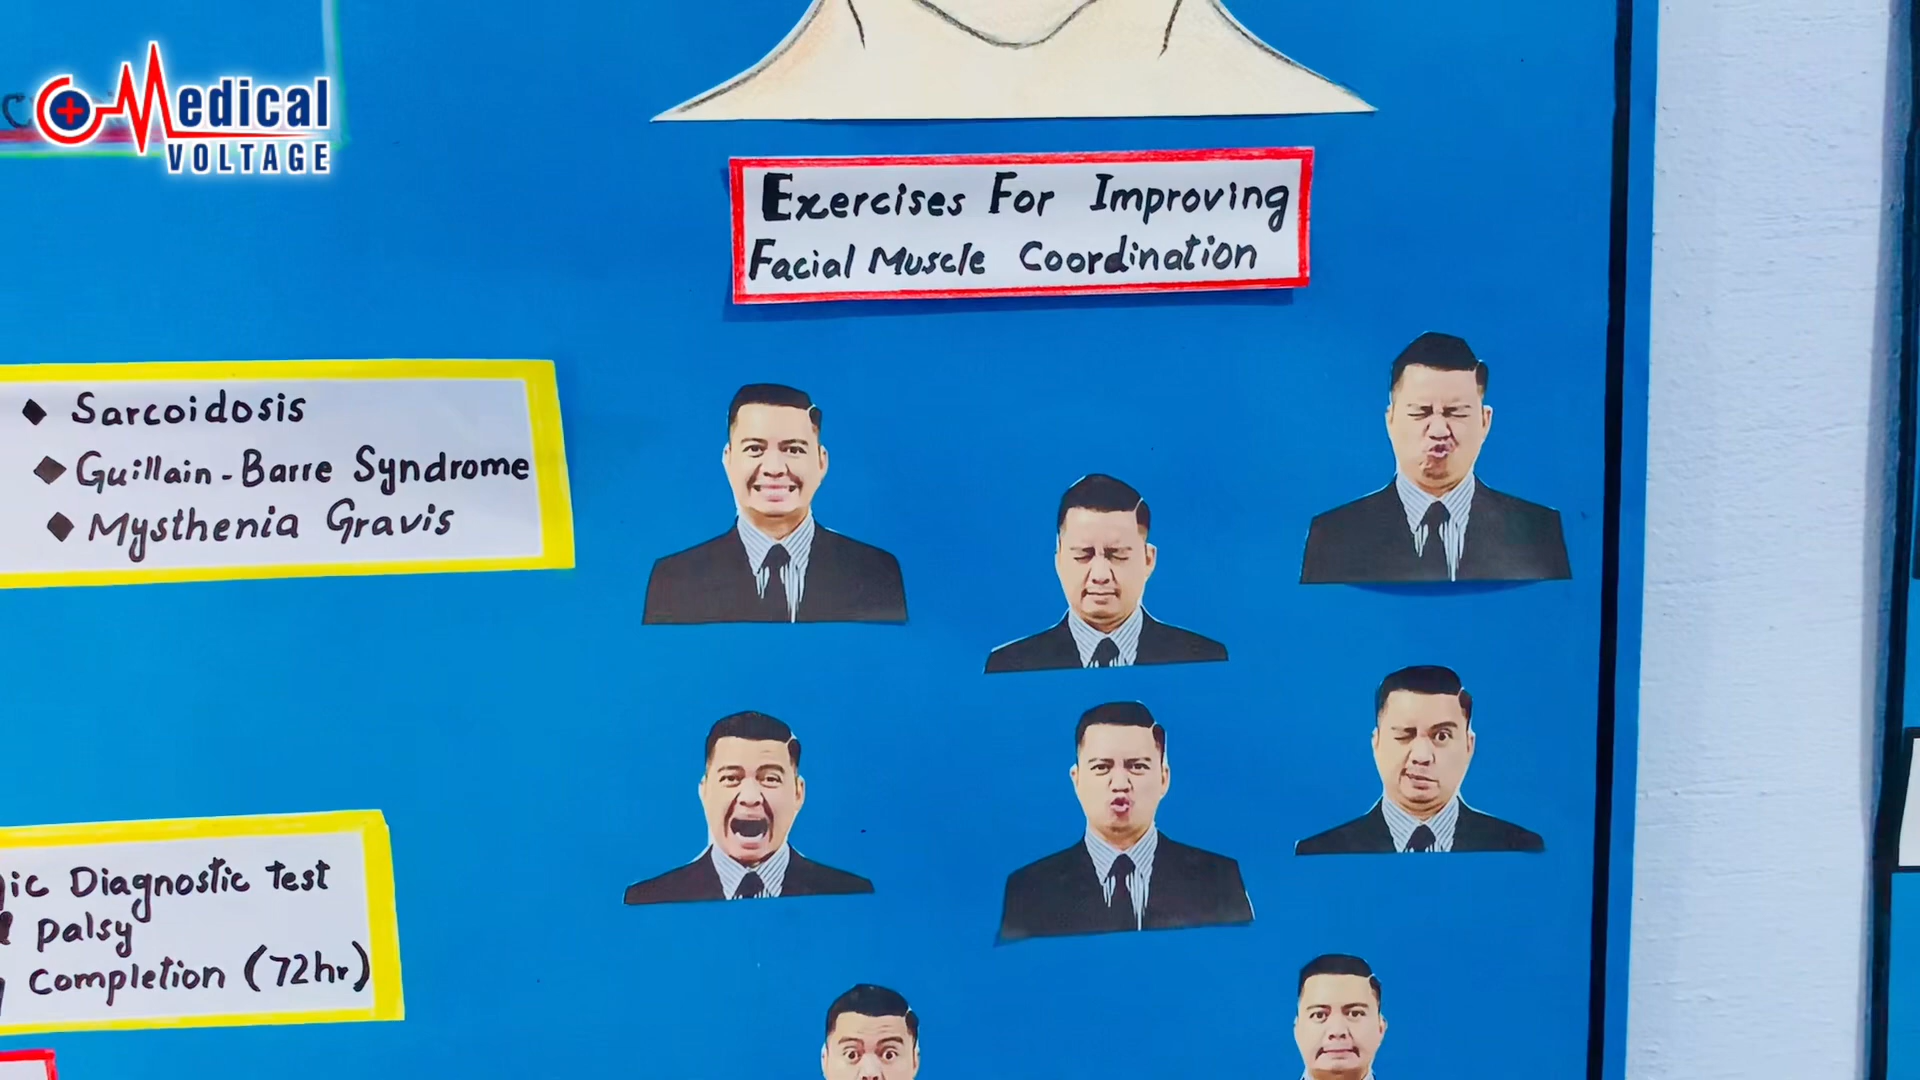 Medical
VOLTAGE
Exercises For Improving
Facial Muscle Coordination
Sarcoidosis
Guillain-Barre Syndrome
Mysthenia Gravis
Diagnostic test
palsy
Completion (72hr)